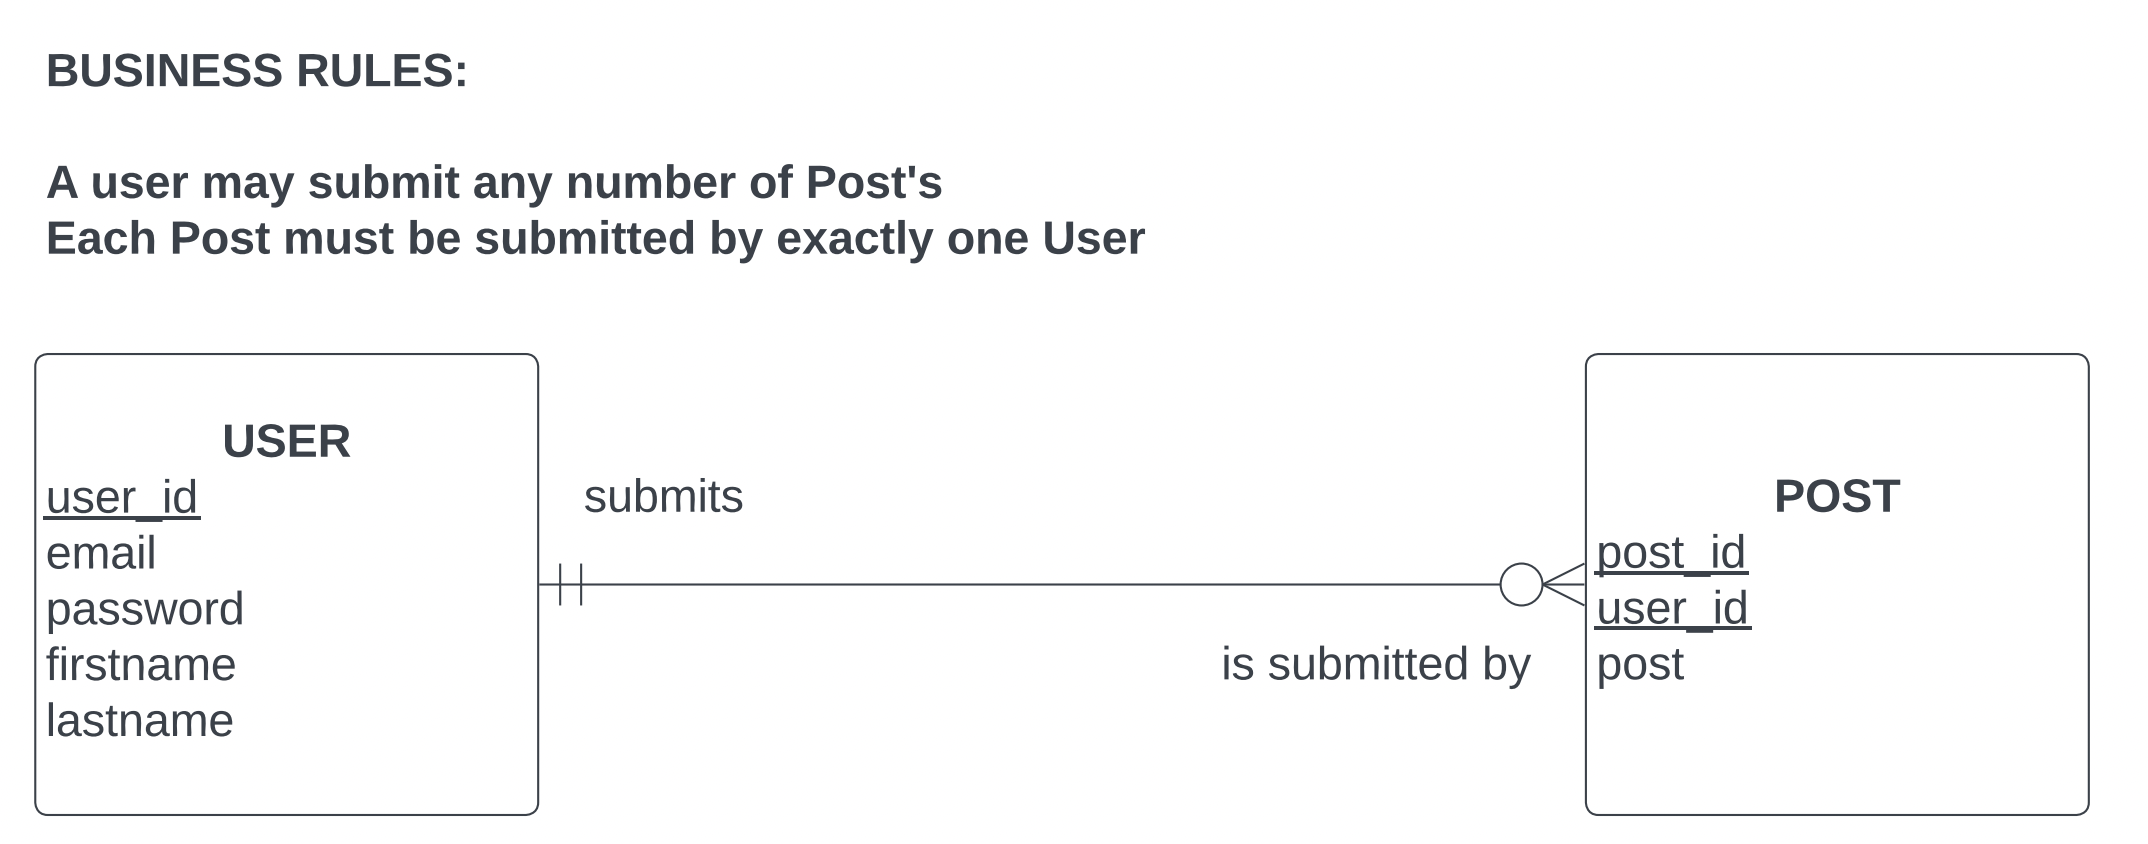 BUSINESS RULES:
A user may submit any number of Post's
Each Post must be submitted by exactly one User
USER
user_id
email
password
firstname
lastname
submits
is submitted by
POST
post_id
user_id
post